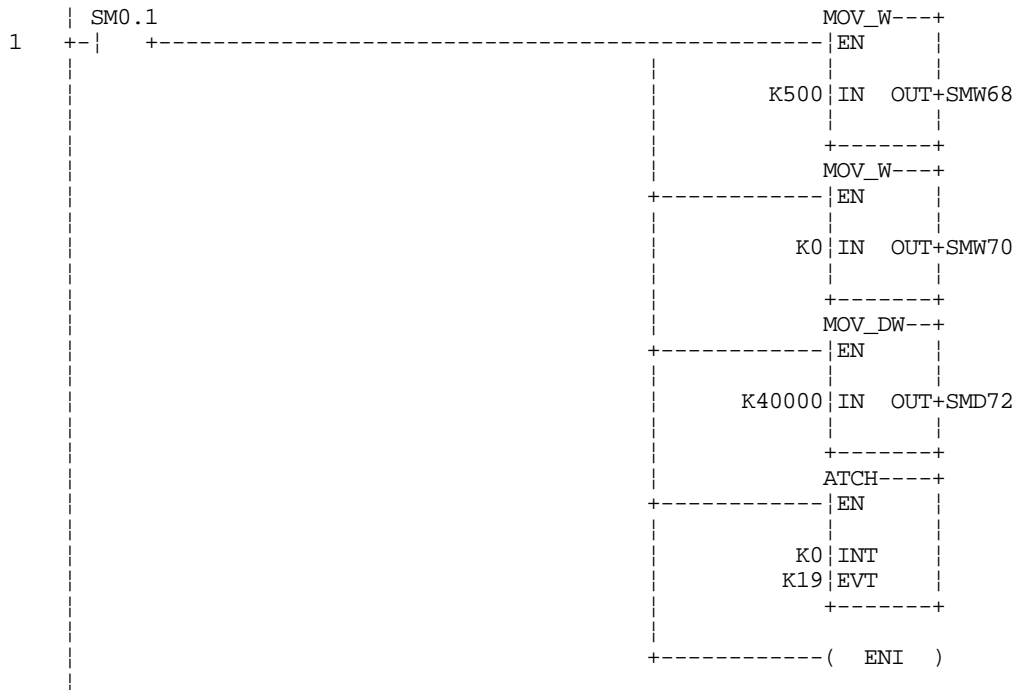 SM0.1 MOV_W---+
1 +-¦ +-------------------------------------------------¦EN ¦
K500¦IN OUT+SMW68
+-------+
MOV_W---+
+------------¦EN ¦
K0¦IN OUT+SMW70
+-------+
MOV_DW--+
+------------¦EN ¦
K40000¦IN OUT+SMD72
+-------+
ATCH----+
+------------¦EN ¦
K0¦INT ¦
K19¦EVT ¦
+-------+
+------------( ENI )